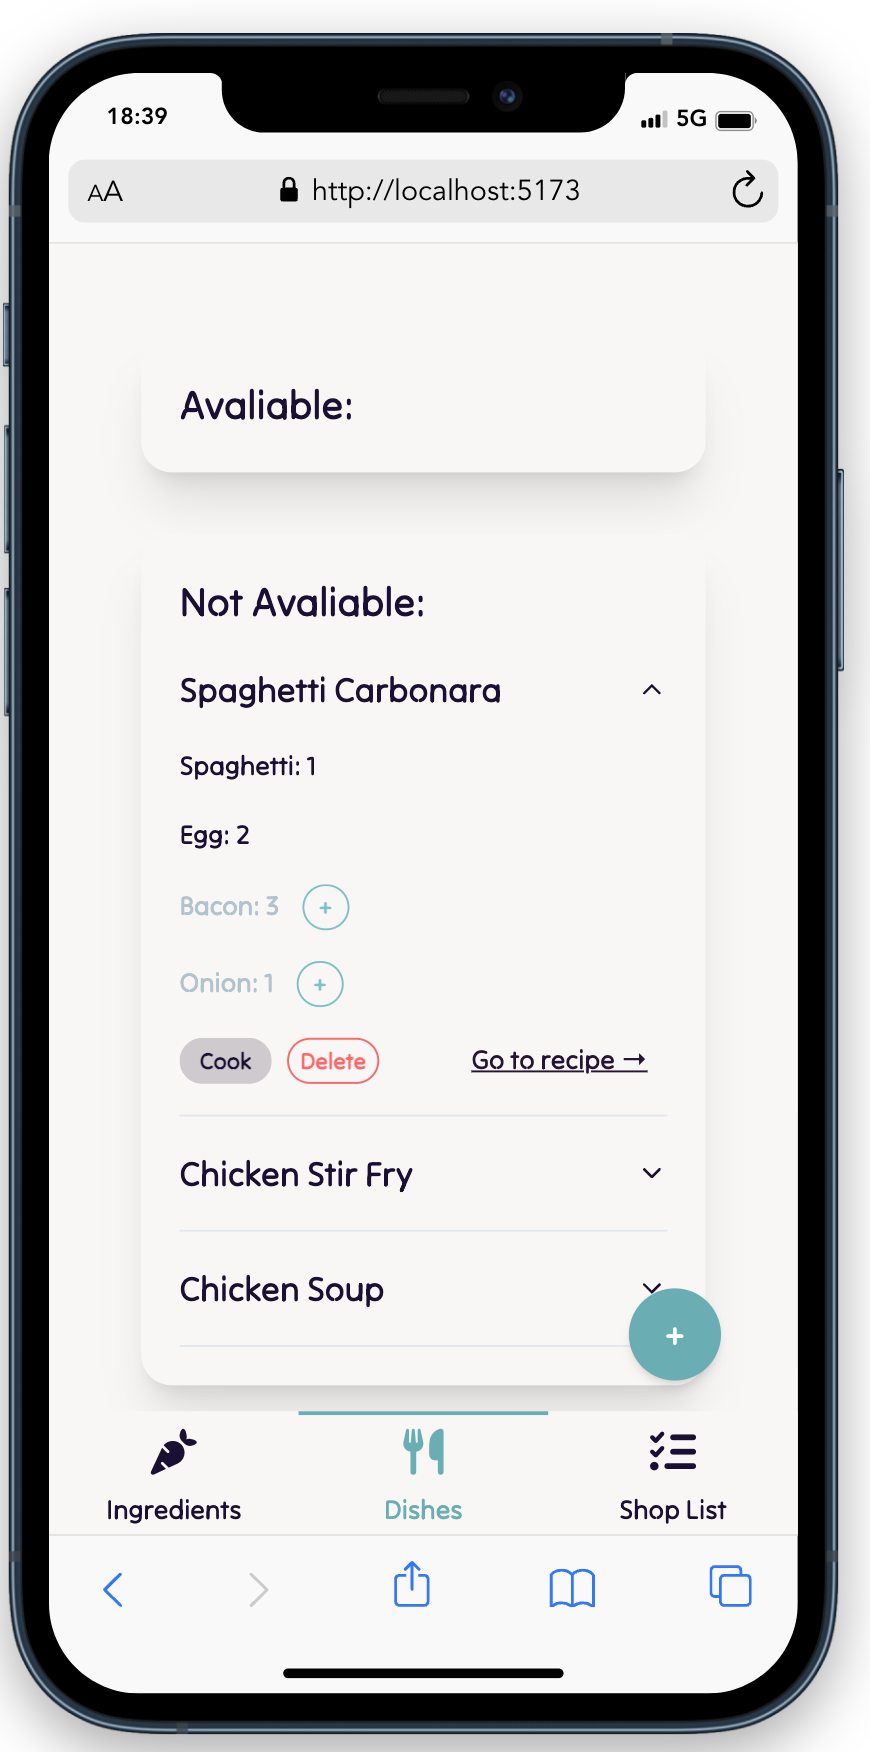 18:39
5G
AA
http://localhost:5173
Avaliable:
Not Avaliable:
Spaghetti Carbonara
Spaghetti: 1
Egg: 2
Bacon: 3 +
Onion: 1 +
Cook Delete Go to recipe →
Chicken Stir Fry
Chicken Soup
+
Ingredients Dishes Shop List